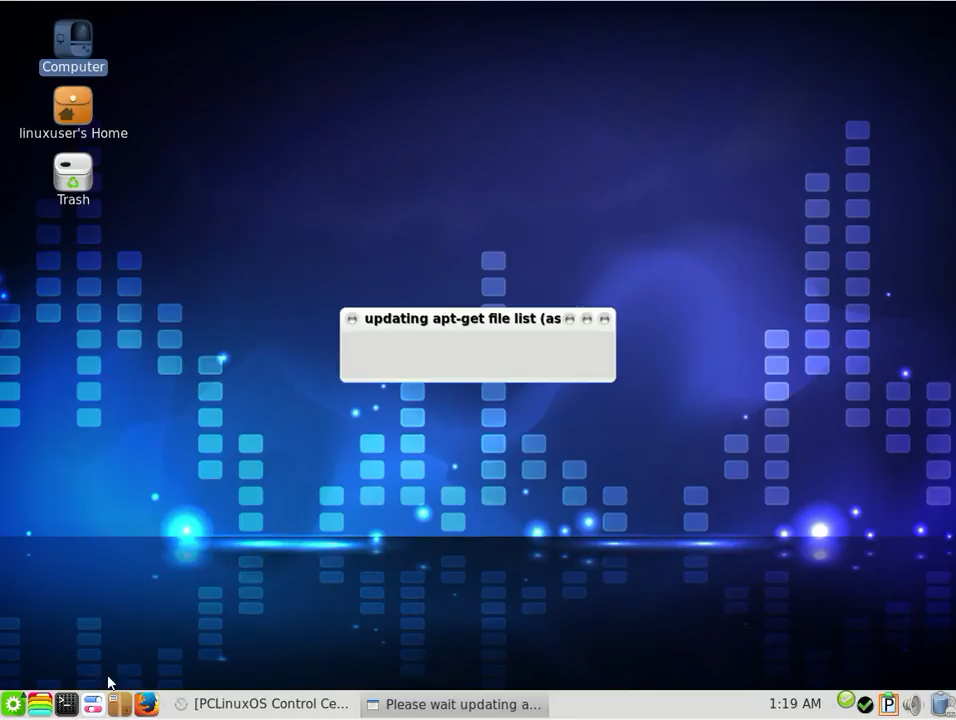 Computer
linuxuser's Home
Trash
updating apt-get file list (as
[PCLinuxOS Control Ce...
Please wait updating a...
1:19 AM
P